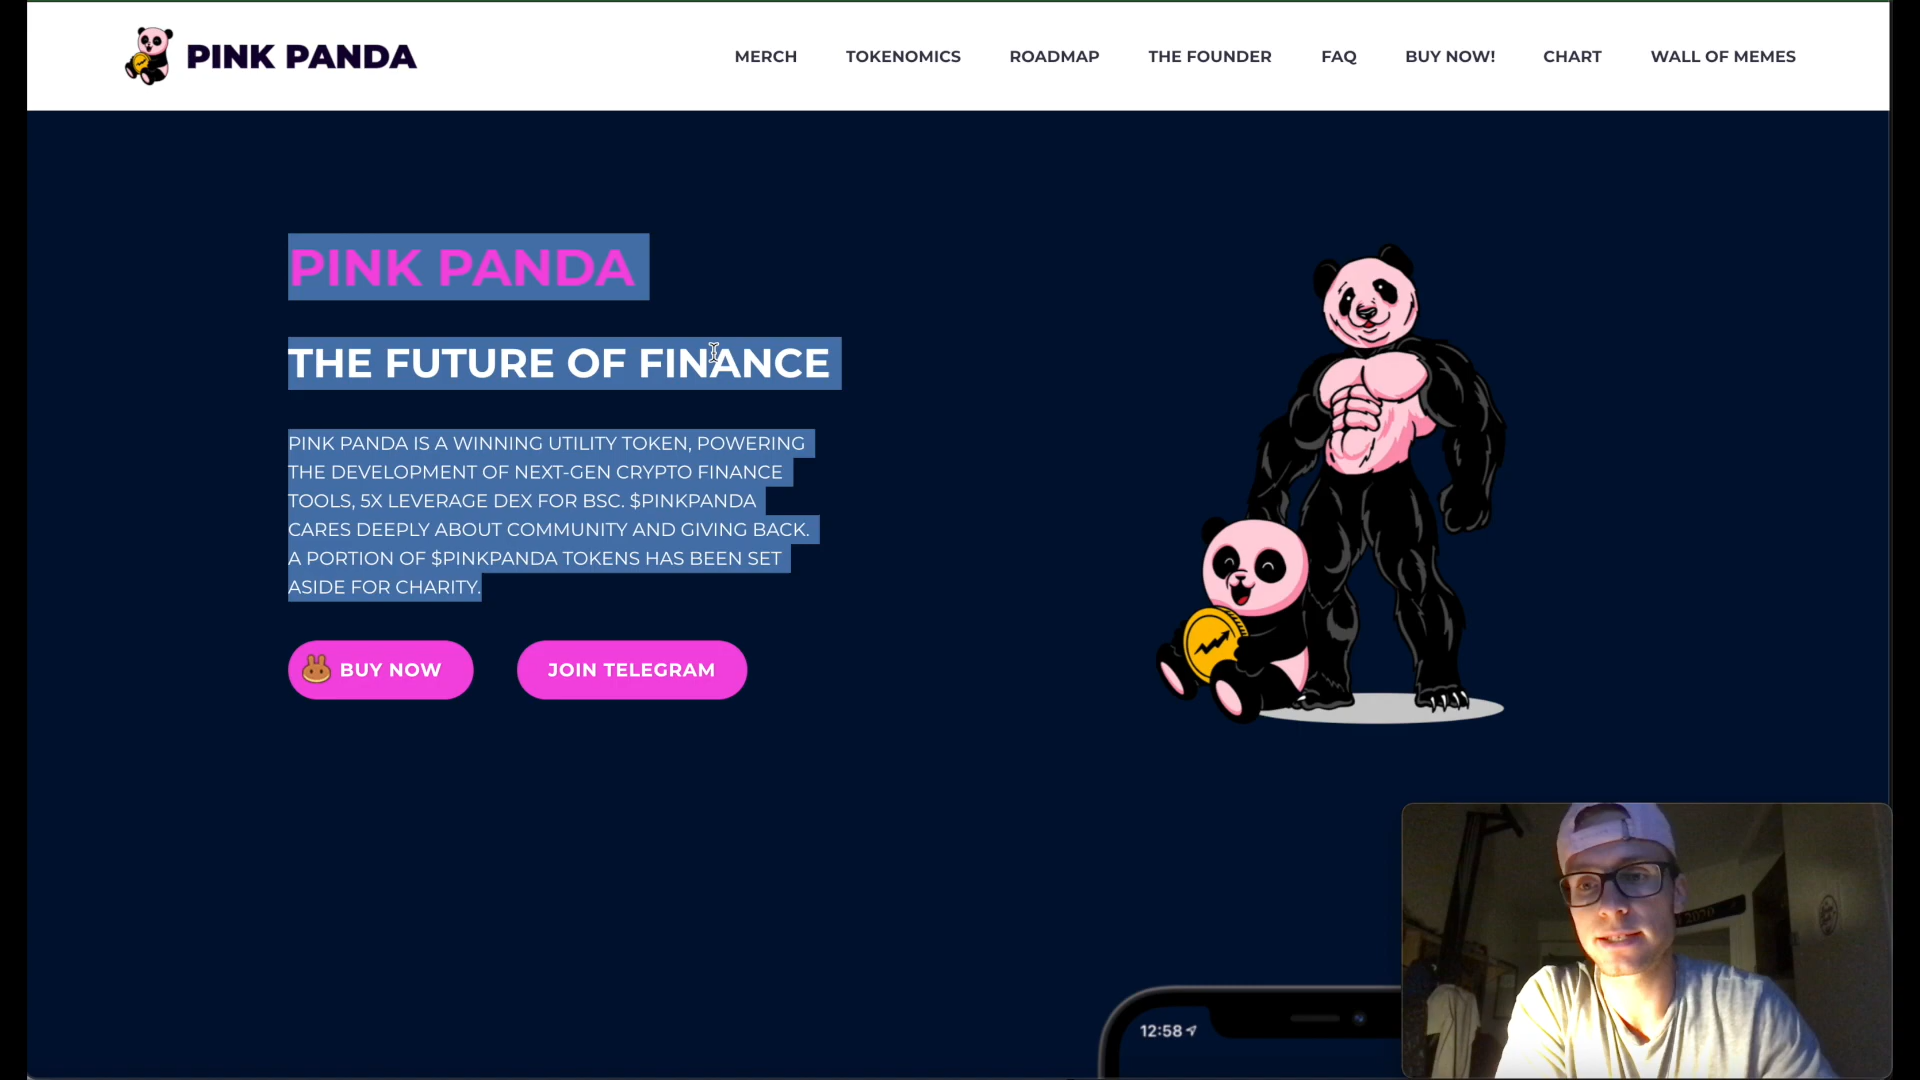 PINK PANDA
MERCH
TOKENOMICS
ROADMAP
THE FOUNDER
FAQ
BUY NOW!
CHART
WALL OF MEMES
PINK PANDA
THE FUTURE OF FINANCE
PINK PANDA IS A WINNING UTILITY TOKEN, POWERING
THE DEVELOPMENT OF NEXT-GEN CRYPTO FINANCE
TOOLS, 5X LEVERAGE DEX FOR BSC. $PINKPANDA
CARES DEEPLY ABOUT COMMUNITY AND GIVING BACK.
A PORTION OF $PINKPANDA TOKENS HAS BEEN SET
ASIDE FOR CHARITY.
BUY NOW
JOIN TELEGRAM
12:58
2020